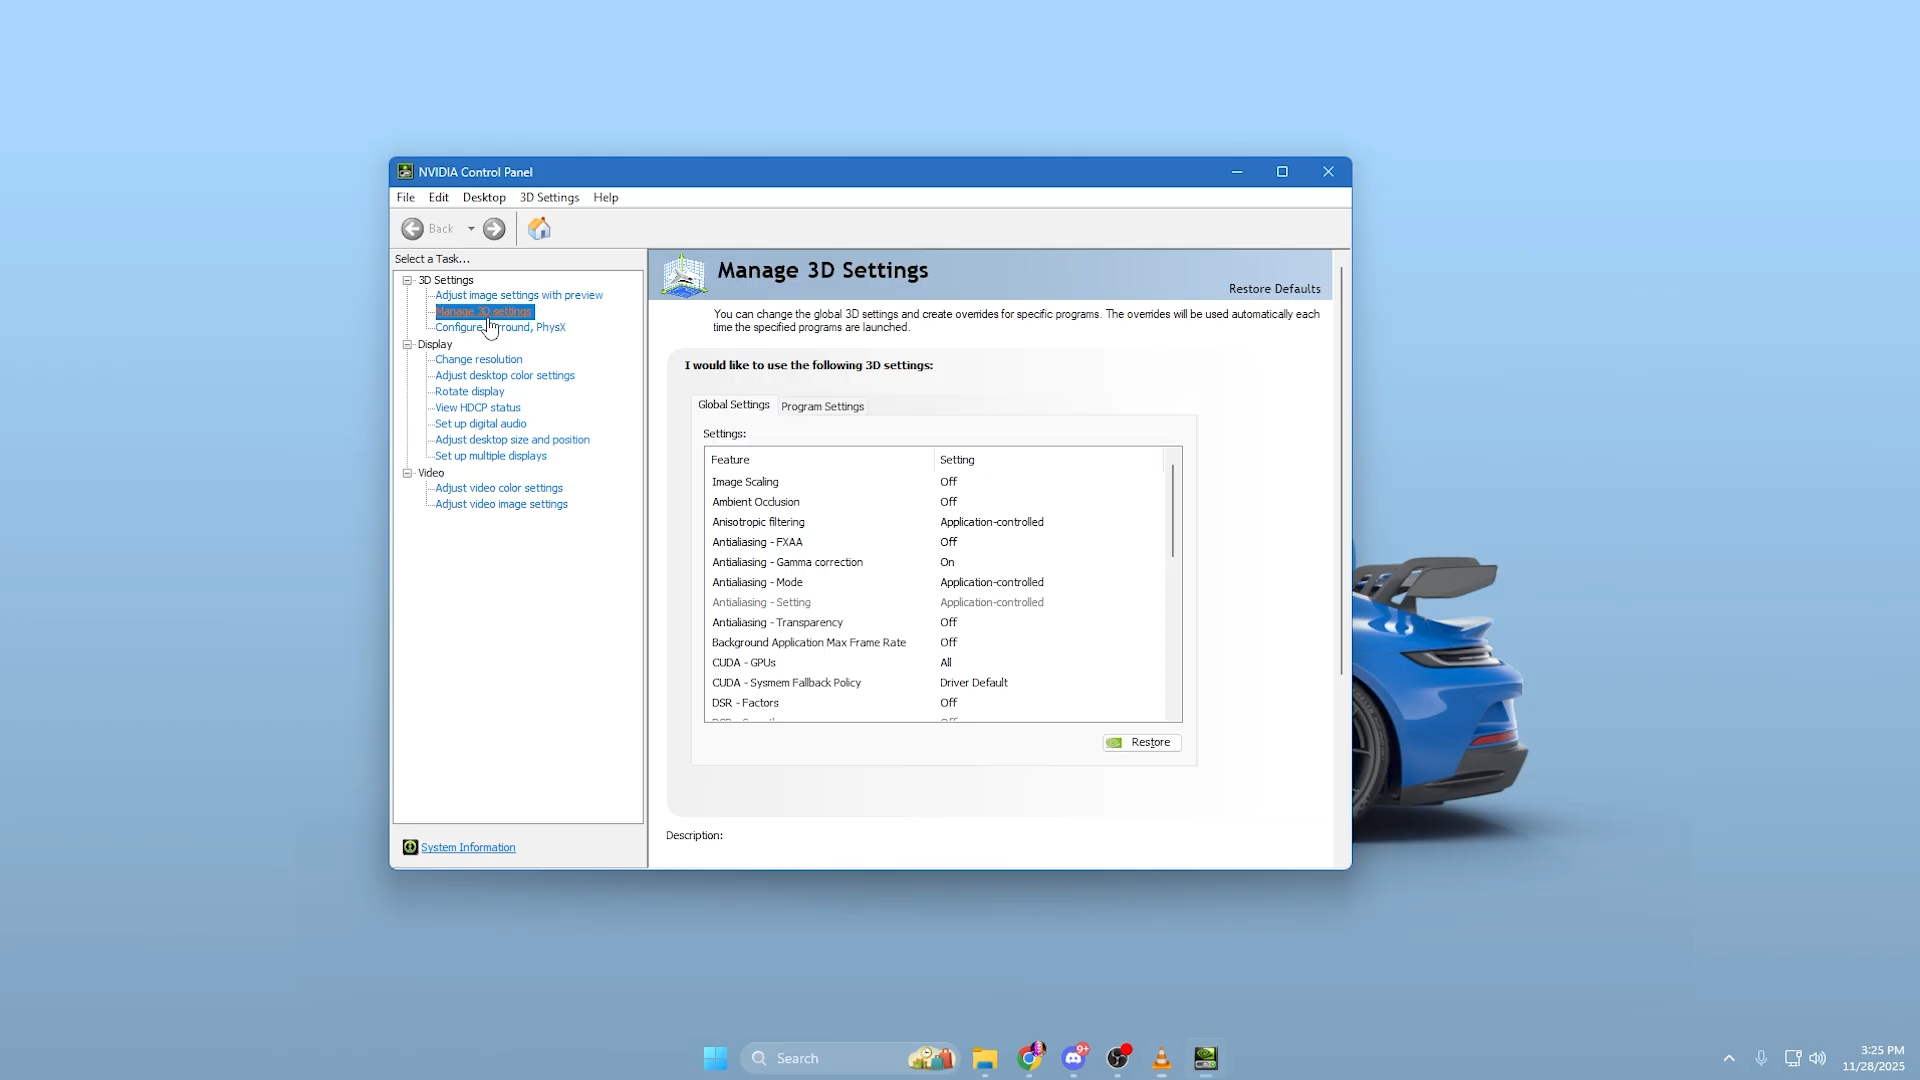 NVIDIA Control Panel
File Edit Desktop 3D Settings Help
Back
Select a Task...
3D Settings
Adjust image settings with preview
Manage 3D settings
Configure Surround, PhysX
Display
Change resolution
Adjust desktop color settings
Rotate display
View HDCP status
Set up digital audio
Adjust desktop size and position
Set up multiple displays
Video
Adjust video color settings
Adjust video image settings
System Information
Manage 3D Settings
Restore Defaults
You can change the global 3D settings and create overrides for specific programs. The overrides will be used automatically each
time the specified programs are launched.
I would like to use the following 3D settings:
Global Settings Program Settings
Settings:
Feature Setting
Image Scaling Off
Ambient Occlusion Off
Anisotropic filtering Application-controlled
Antialiasing - FXAA Off
Antialiasing - Gamma correction On
Antialiasing - Mode Application-controlled
Antialiasing - Setting Application-controlled
Antialiasing - Transparency Off
Background Application Max Frame Rate Off
CUDA - GPUs All
CUDA - Sysmem Fallback Policy Driver Default
DSR - Factors Off
Restore
Description:
Search
9+
3:25 PM
11/28/2025